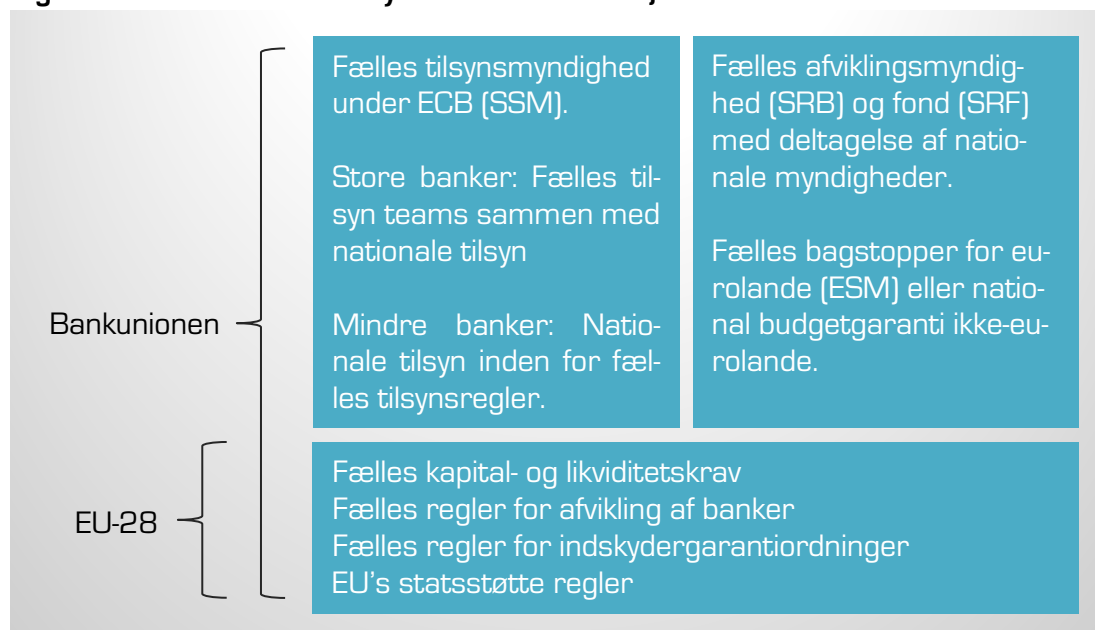 Fælles tilsynsmyndighed
under ECB (SSM).
Store banker: Fælles til-
syn teams sammen med
nationale tilsyn
Mindre banker: Natio-
nale tilsyn inden for fæl-
les tilsynsregler.
Fælles afviklingsmyndig-
hed (SRB) og fond (SRF)
med deltagelse af natio-
nale myndigheder.
Fælles bagstopper for eu-
rolande (ESM) eller natio-
nal budgetgaranti ikke-eu-
rolande.
Bankunionen
EU-28
Fælles kapital- og likviditetskrav
Fælles regler for afvikling af banker
Fælles regler for indskydergarantiordninger
EU's statsstøtte regler